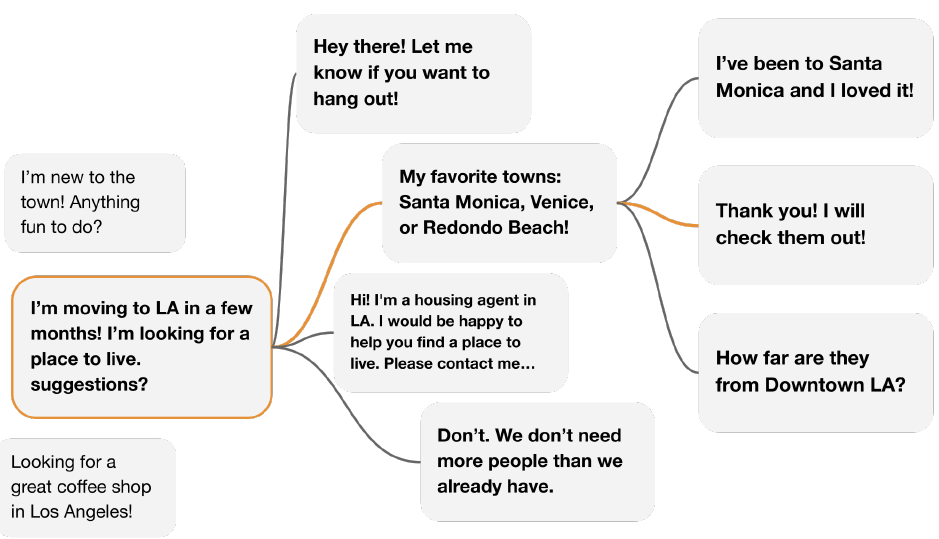 I’m new to the
town! Anything
fun to do?
I’m moving to LA in a few
months! I’m looking for a
place to live.
suggestions?
Looking for a
great coffee shop
in Los Angeles!
Hey there! Let me
know if you want to
hang out!
My favorite towns:
Santa Monica, Venice,
or Redondo Beach!
Hi! I'm a housing agent in
LA. I would be happy to
help you find a place to
live. Please contact me…
Don’t. We don’t need
more people than we
already have.
I’ve been to Santa
Monica and I loved it!
Thank you! I will
check them out!
How far are they
from Downtown LA?